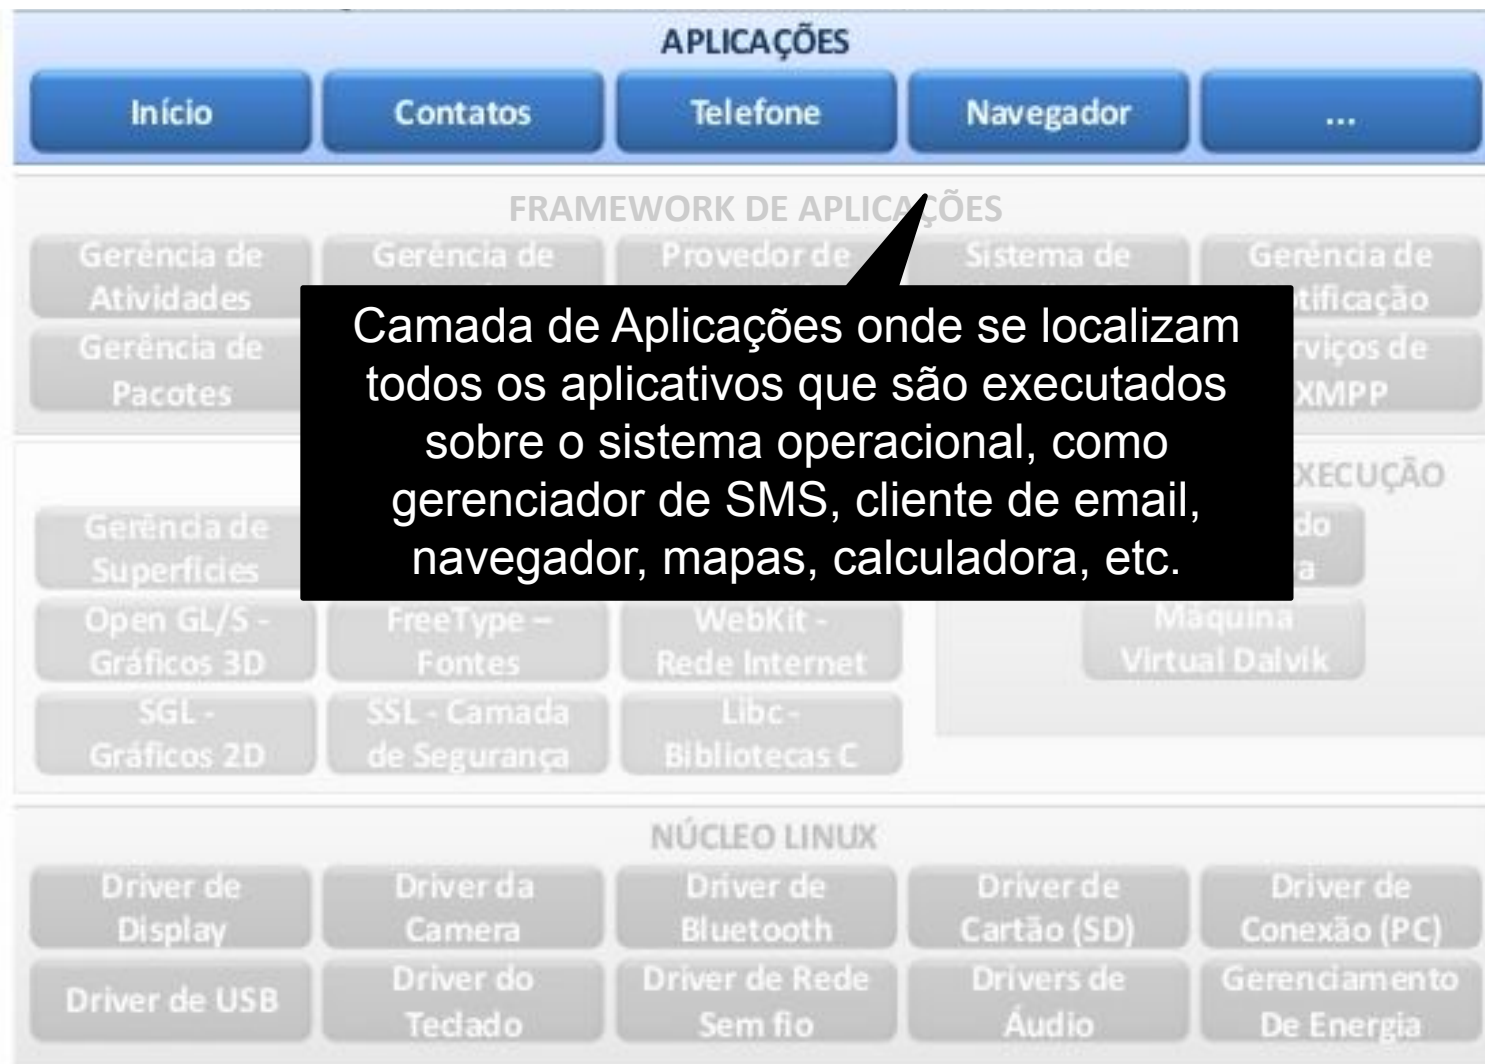 APLICAÇÕES
Início
Contatos
Telefone
Navegador
...
FRAMEWORK DE APLICAÇÕES
Gerência de
Atividades
Gerência de
Provedor de
Sistema de
Gerência de
Gerência de
Pacotes
XMPP
Camada de Aplicações onde se localizam
todos os aplicativos que são executados
sobre o sistema operacional, como
gerenciador de SMS, cliente de email,
navegador, mapas, calculadora, etc.
Gerência de
Superfícies
Open GL/S -
Gráficos 3D
FreeType –
Fontes
WebKit -
Rede Internet
Máquina
Virtual Dalvik
SGL -
Gráficos 2D
SSL - Camada
de Segurança
Libc -
Bibliotecas C
NÚCLEO LINUX
Driver de
Display
Driver da
Camera
Driver de
Bluetooth
Driver de
Cartão (SD)
Driver de
Conexão (PC)
Driver de USB
Driver do
Teclado
Driver de Rede
Sem fio
Drivers de
Áudio
Gerenciamento
De Energia